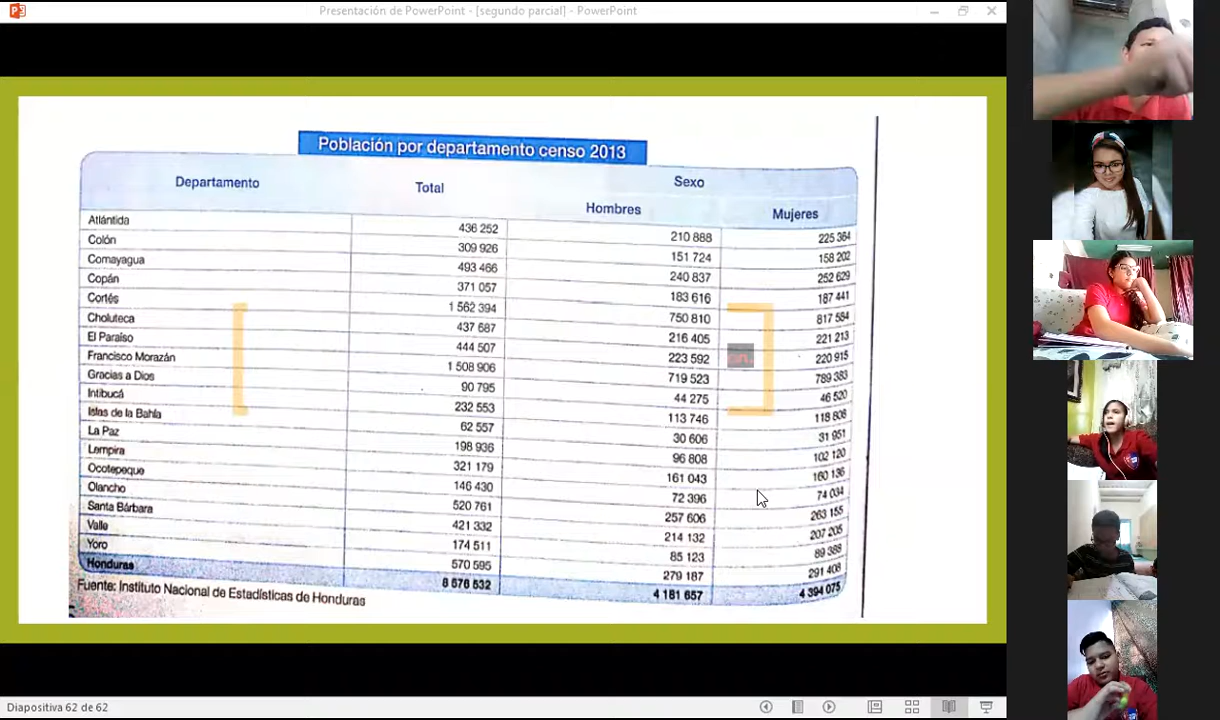 Presentación de PowerPoint - [segundo parcial] - PowerPoint
Población por departamento censo 2013
Departamento Total Sexo
Hombres Mujeres
Atlántida 436 252 210 888 225 364
Colón 309 926 151 724 158 202
Comayagua 493 466 240 837 252 629
Copán 371 057 183 616 187 441
Cortés 1 562 394 750 810 817 584
Choluteca 437 687 216 405 221 213
El Paraíso 444 507 223 592 220 915
Francisco Morazán 1 508 906 719 523 789 383
Gracias a Dios 90 795 44 275 46 520
Intibucá 232 553 113 746 118 808
Islas de la Bahía 62 557 30 606 31 951
La Paz 198 936 96 808 102 120
Lempira 321 179 161 043 160 136
Ocotepeque 146 430 72 396 74 034
Olancho 520 761 257 606 263 155
Santa Bárbara 421 332 214 132 207 205
Valle 174 511 85 123 89 388
Yoro 570 595 279 187 291 408
Honduras 8 576 532 4 181 657 4 394 075
Fuente: Instituto Nacional de Estadísticas de Honduras
Diapositiva 62 de 62